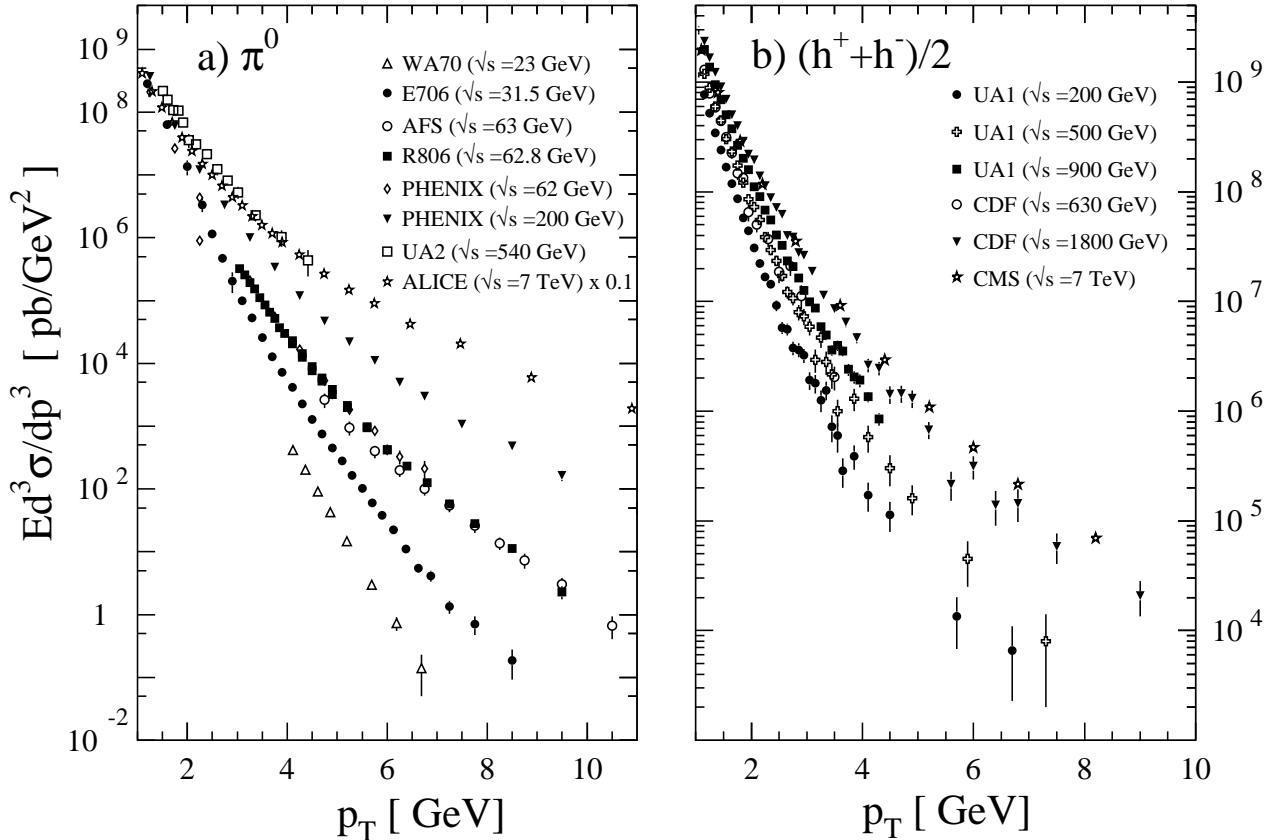 Ed³σ/dp³ [ pb/GeV²]
10⁹
10⁸
10⁶
10⁴
10²
1
10⁻²
a) π⁰
WA70 (√s =23 GeV)
E706 (√s =31.5 GeV)
AFS (√s =63 GeV)
R806 (√s =62.8 GeV)
PHENIX (√s =62 GeV)
PHENIX (√s =200 GeV)
UA2 (√s =540 GeV)
ALICE (√s =7 TeV) x 0.1
2 4 6 8 10
p_T [ GeV]
b) (h⁺+h⁻)/2
UA1 (√s =200 GeV)
UA1 (√s =500 GeV)
UA1 (√s =900 GeV)
CDF (√s =630 GeV)
CDF (√s =1800 GeV)
CMS (√s =7 TeV)
10⁹
10⁸
10⁷
10⁶
10⁵
10⁴
2 4 6 8 10
p_T [ GeV]